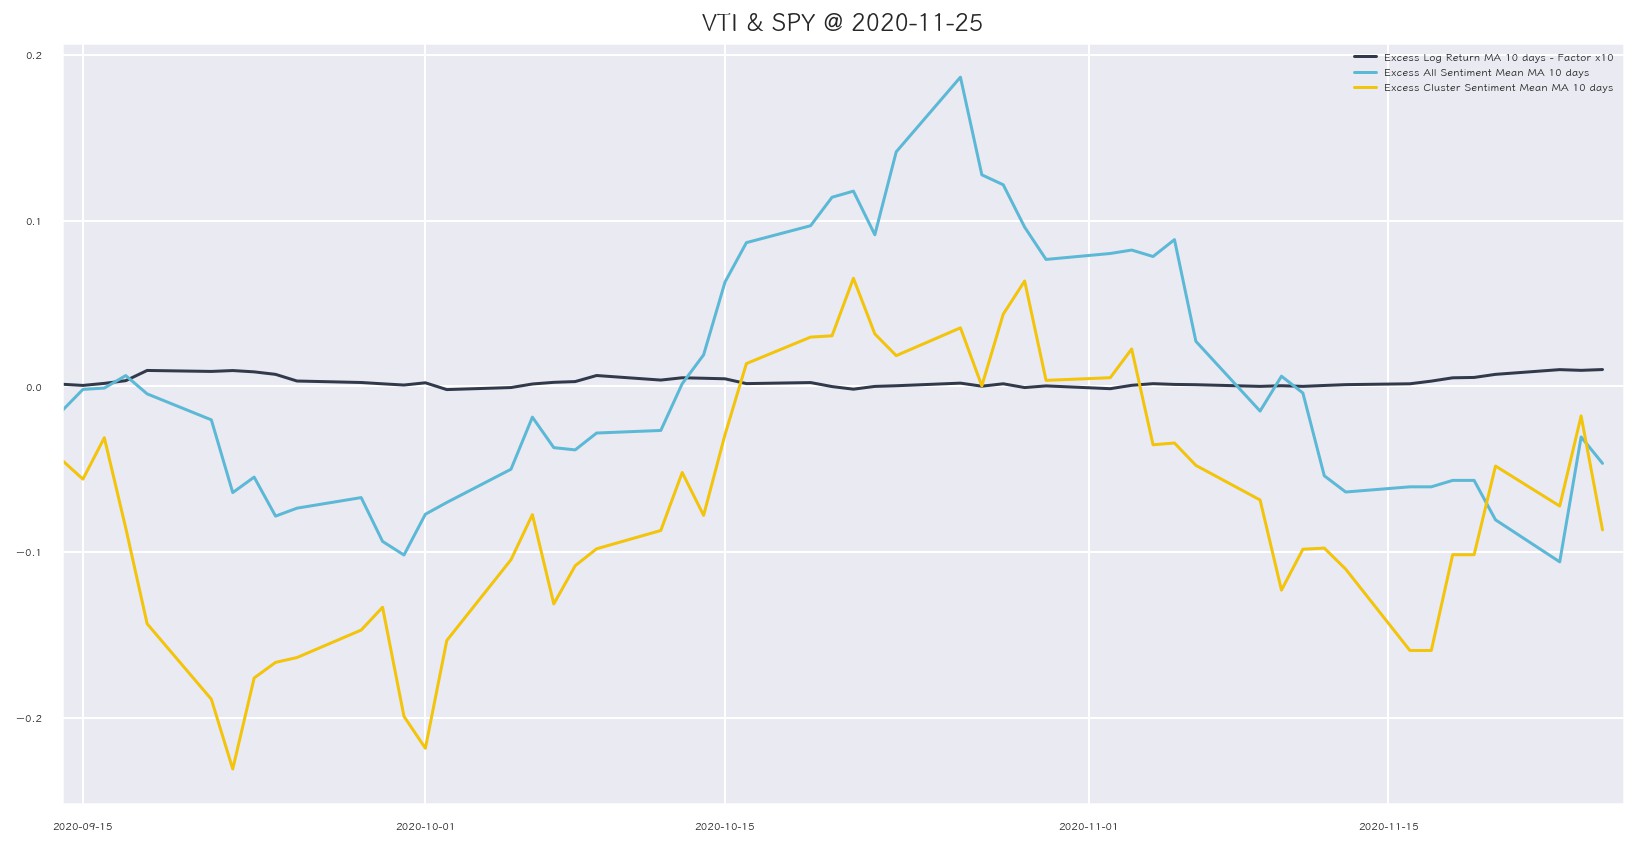 VTI & SPY @ 2020-11-25
Excess Log Return MA 10 days - Factor x10
Excess All Sentiment Mean MA 10 days
Excess Cluster Sentiment Mean MA 10 days
0.2
0.1
0.0
−0.1
−0.2
2020-09-15
2020-10-01
2020-10-15
2020-11-01
2020-11-15